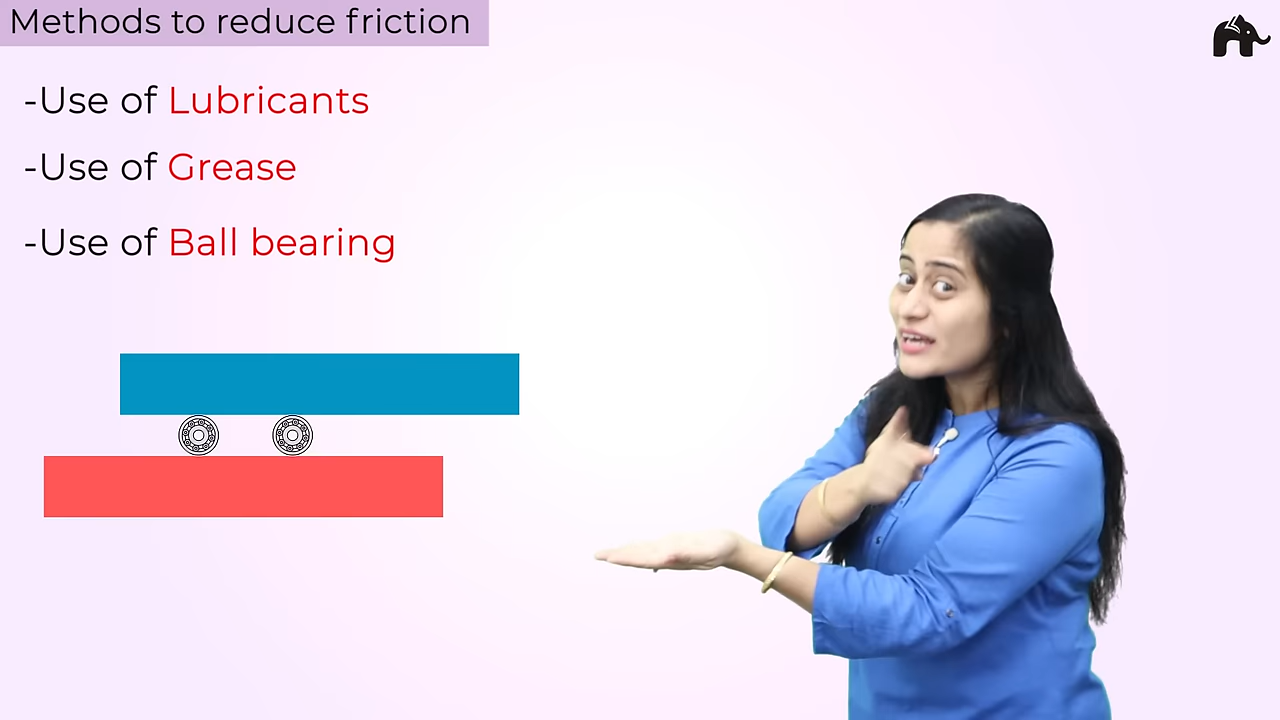 Methods to reduce friction
-Use of Lubricants
-Use of Grease
-Use of Ball bearing